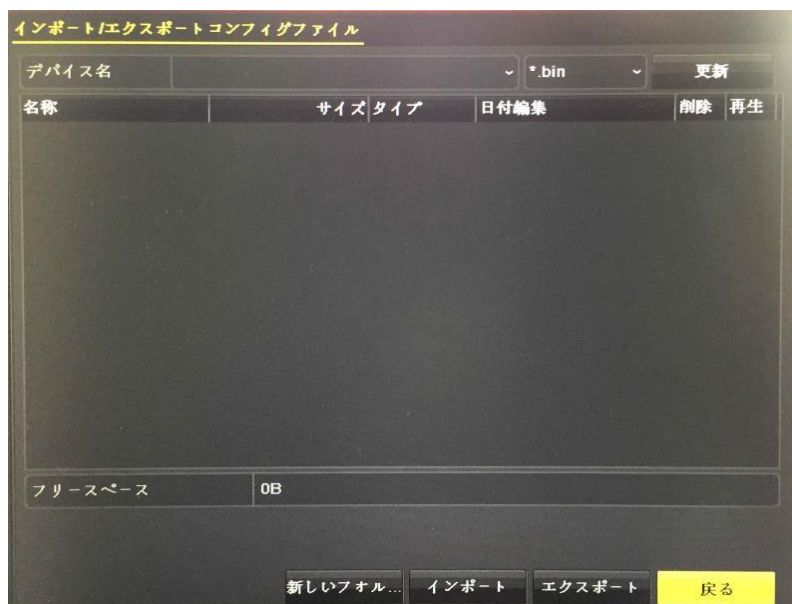 インポート/エクスポートコンフィグファイル
デバイス名 *.bin 更新
名称 サイズ タイプ 日付編集 削除 再生
フリースペース 0B
新しいフォル... インポート エクスポート 戻る